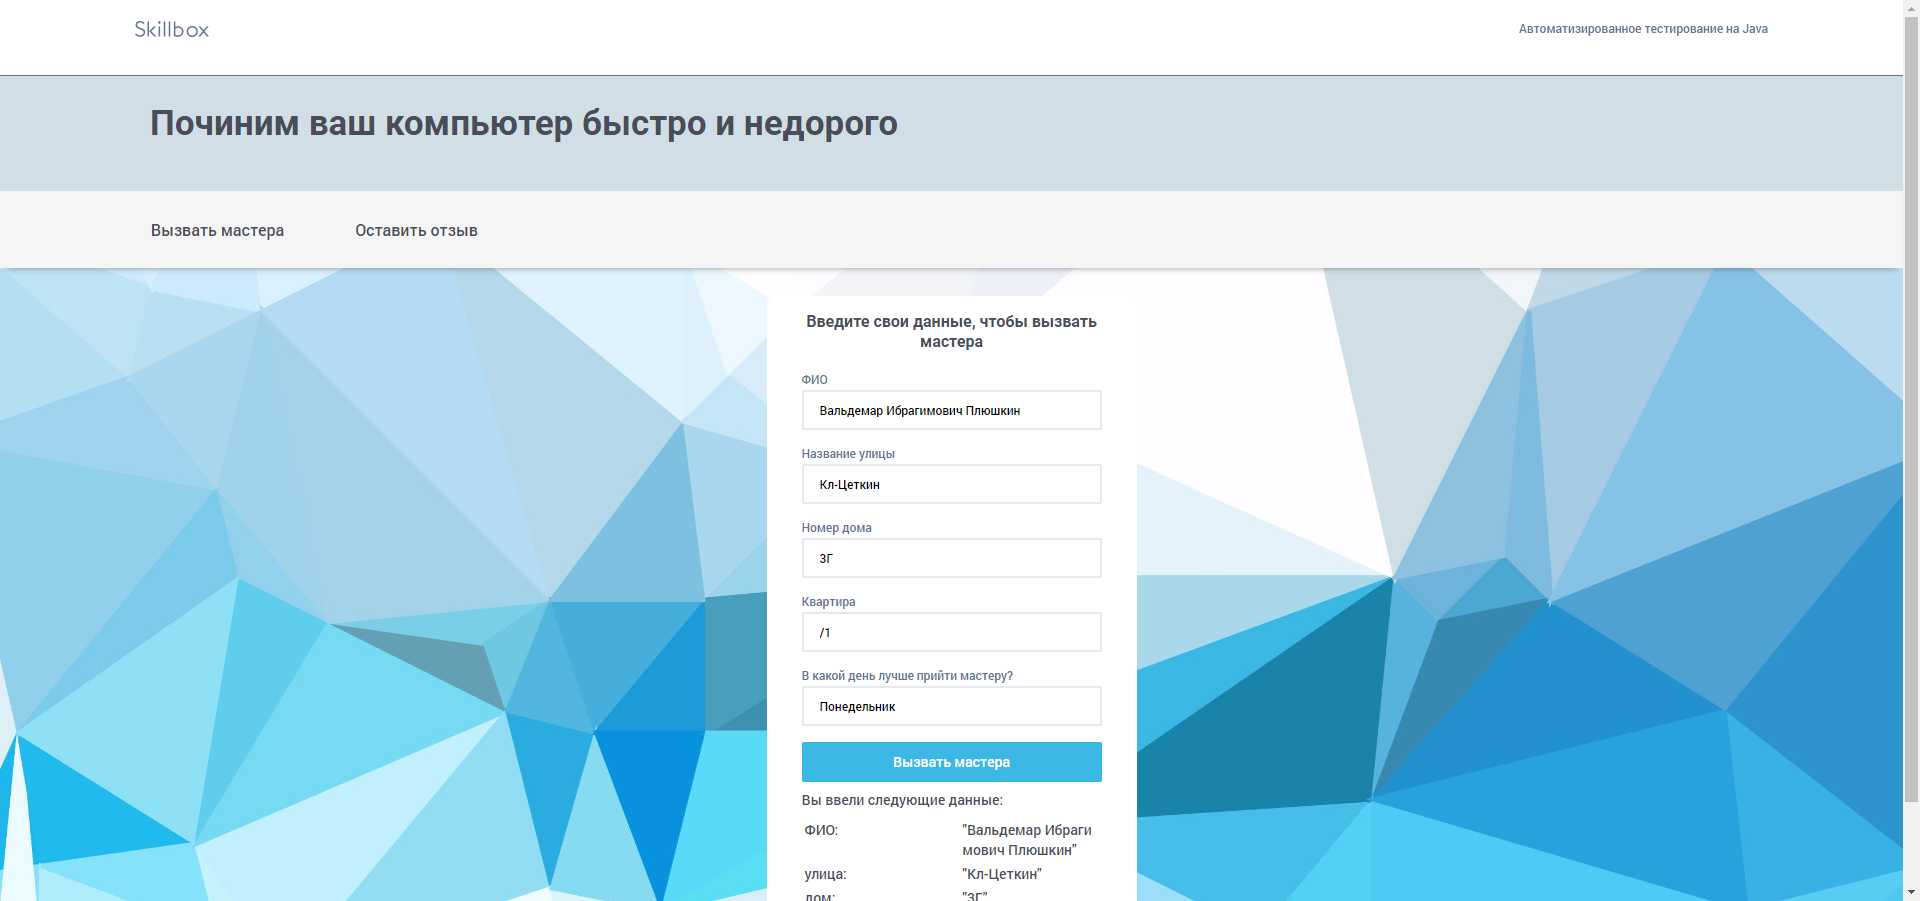 Skillbox
Автоматизированное тестирование на Java
Починим ваш компьютер быстро и недорого
Вызвать мастера
Оставить отзыв
Введите свои данные, чтобы вызвать
мастера
ФИО
Вальдемар Ибрагимович Плюшкин
Название улицы
Кл-Цеткин
Номер дома
3Г
Квартира
/1
В какой день лучше прийти мастеру?
Понедельник
Вызвать мастера
Вы ввели следующие данные:
ФИО: "Вальдемар Ибраги
мович Плюшкин"
улица: "Кл-Цеткин"
дом: "3Г"